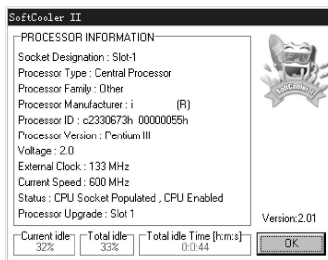 SoftCooler II
PROCESSOR INFORMATION
Socket Designation : Slot-1
Processor Type : Central Processor
Processor Family : Other
Processor Manufacturer : i (R)
Processor ID : c2330673h 00000055h
Processor Version : Pentium III
Voltage : 2.0
External Clock : 133 MHz
Current Speed : 600 MHz
Status : CPU Socket Populated , CPU Enabled
Processor Upgrade : Slot 1
SoftCooler
Version:2.01
Current idle
32%
Total idle
33%
Total idle Time [h:m:s]
0:0:44
OK